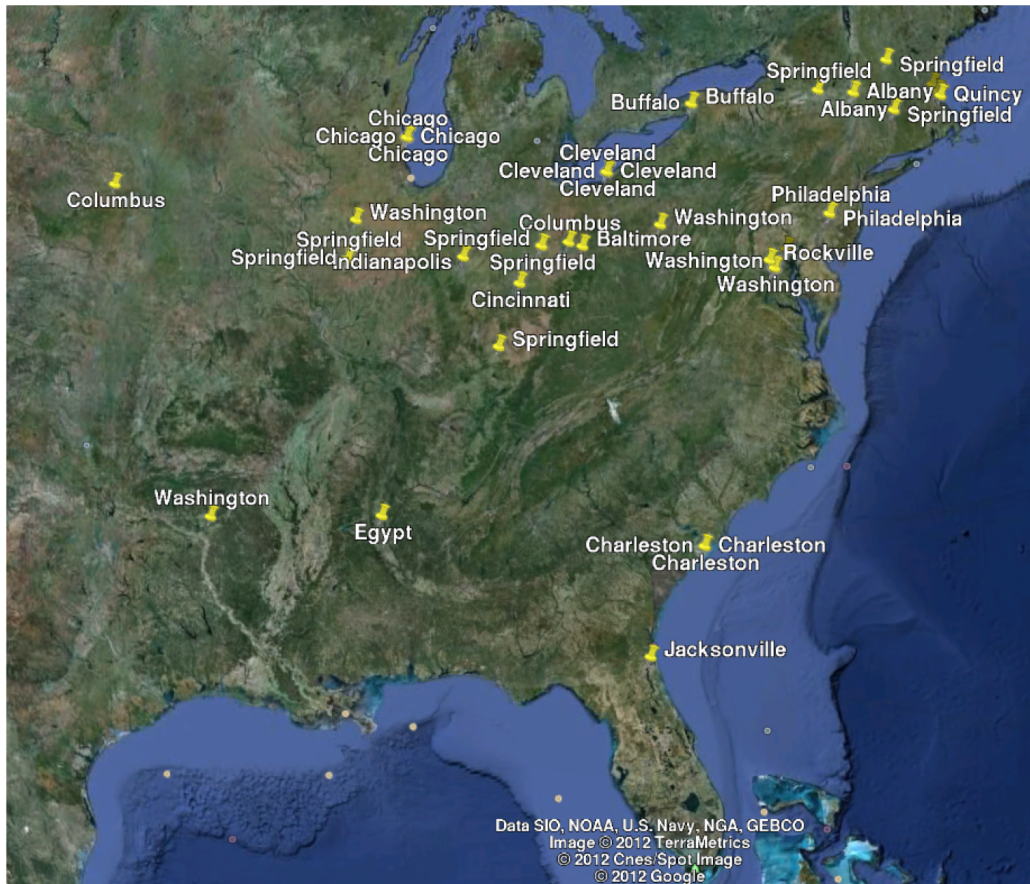 Springfield
Springfield
Buffalo
Buffalo
Albany
Quincy
Albany
Springfield
Chicago
Chicago
Chicago
Chicago
Cleveland
Cleveland
Cleveland
Cleveland
Columbus
Philadelphia
Philadelphia
Washington
Columbus
Washington
Springfield
Springfield
Baltimore
Springfield
Indianapolis
Springfield
Washington
Rockville
Washington
Cincinnati
Springfield
Washington
Egypt
Charleston
Charleston
Charleston
Jacksonville
Data SIO, NOAA, U.S. Navy, NGA, GEBCO
Image © 2012 TerraMetrics
© 2012 Cnes/Spot Image
© 2012 Google